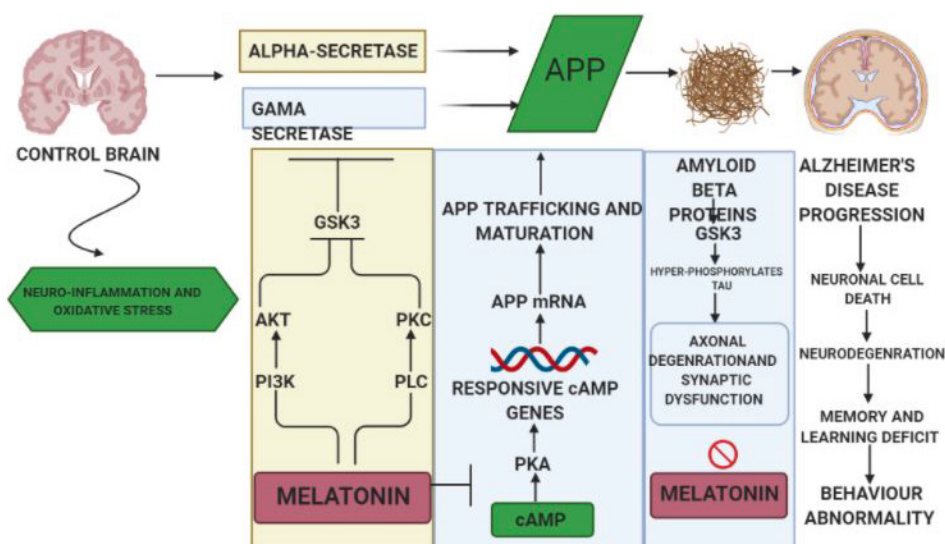 ALPHA-SECRETASE
GAMA
SECRETASE
APP
CONTROL BRAIN
NEURO-INFLAMMATION AND
OXIDATIVE STRESS
GSK3
AKT
PKC
PI3K
PLC
MELATONIN
APP TRAFFICKING AND
MATURATION
APP mRNA
RESPONSIVE cAMP
GENES
PKA
cAMP
AMYLOID
BETA
PROTEINS
GSK3
HYPER-PHOSPHORYLATES
TAU
AXONAL
DEGENRATIONAND
SYNAPTIC
DYSFUNCTION
MELATONIN
ALZHEIMER'S
DISEASE
PROGRESSION
NEURONAL CELL
DEATH
NEURODEGENRATION
MEMORY AND
LEARNING DEFICIT
BEHAVIOUR
ABNORMALITY